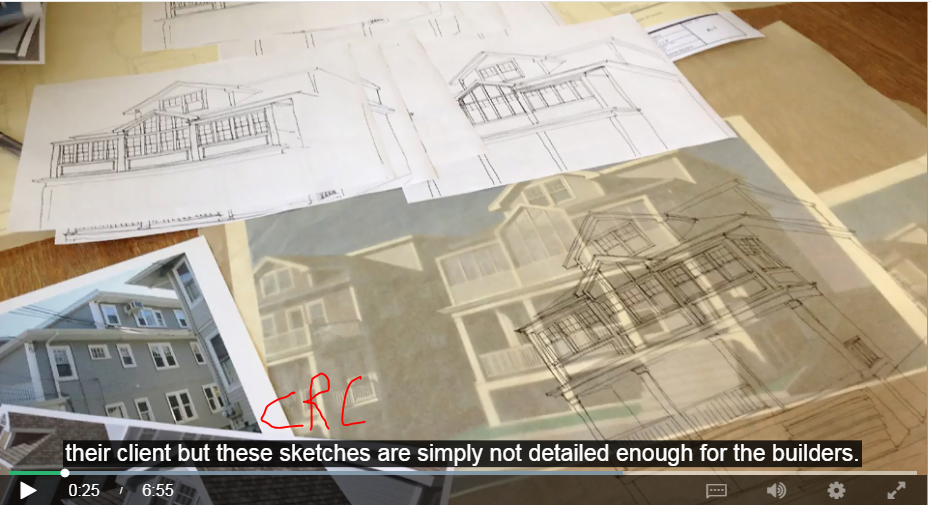 CRC
their client but these sketches are simply not detailed enough for the builders.
0:25 / 6:55